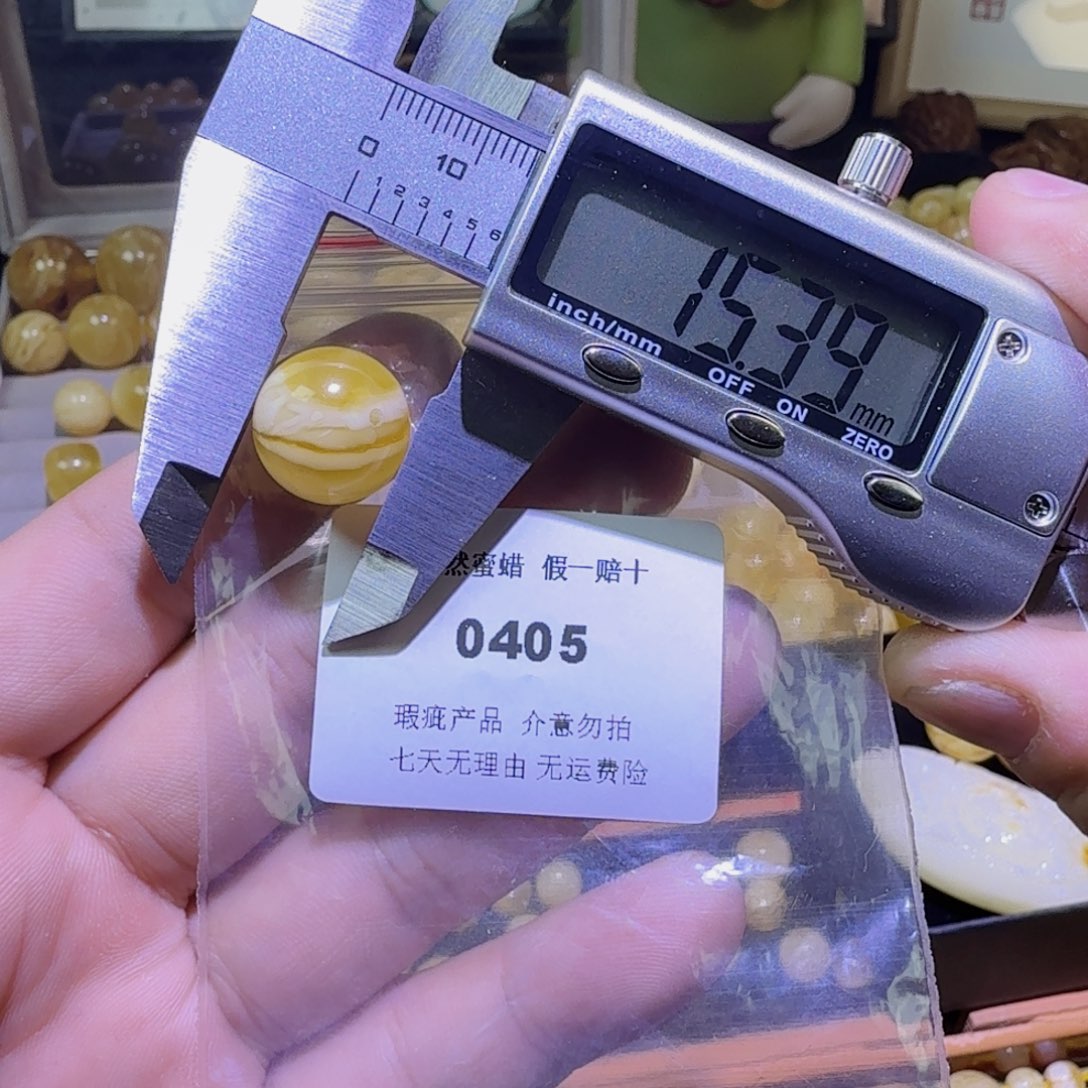 0 10
1 2 3 4 5 6
15.39 mm
inch/mm
OFF
ON
ZERO
然蜜蜡 假一赔十
0405
瑕疵产品 介意勿拍
七天无理由 无运费险